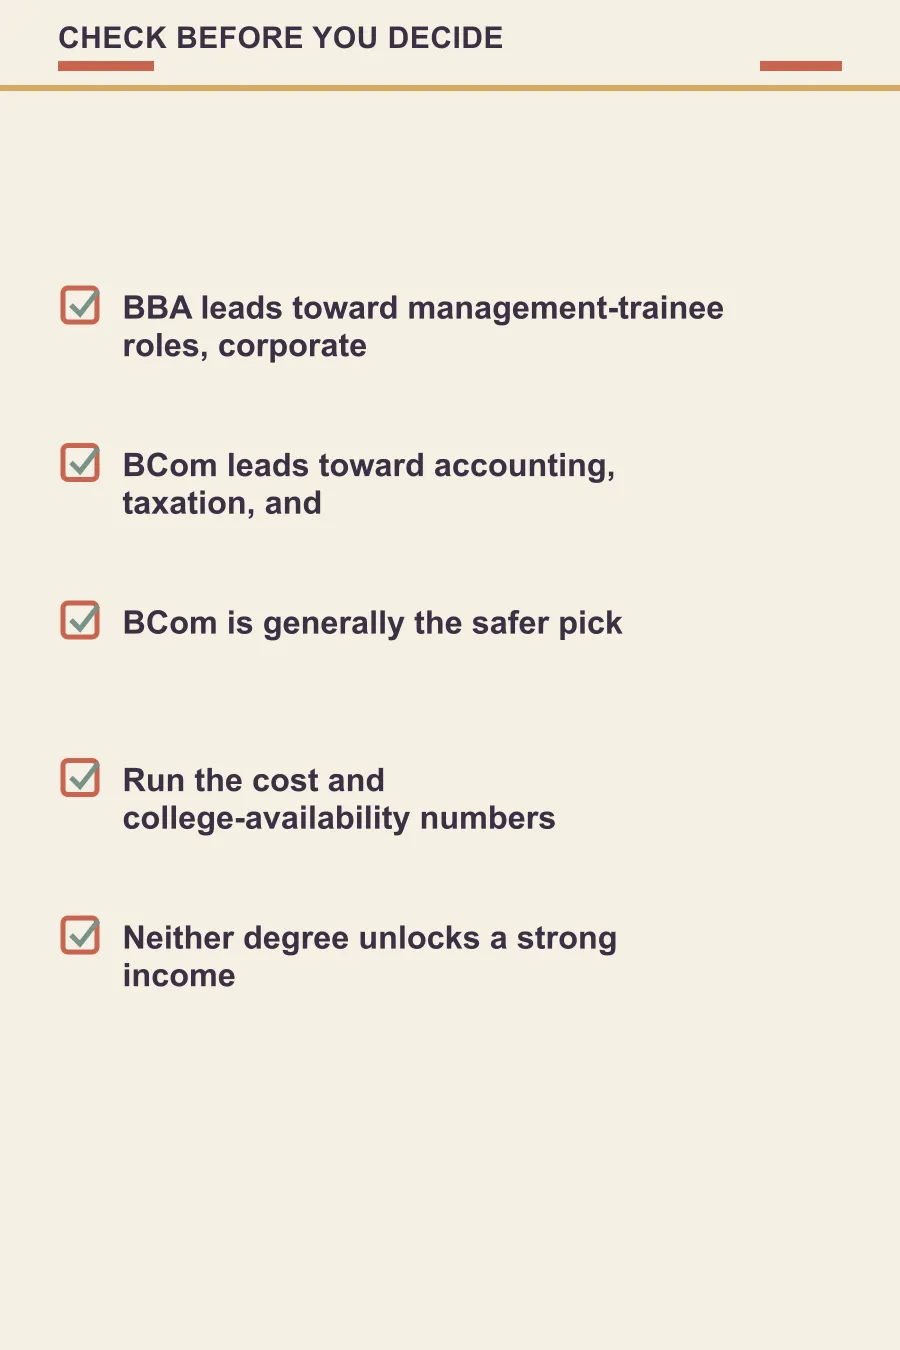 CHECK BEFORE YOU DECIDE
BBA leads toward management-trainee
roles, corporate
BCom leads toward accounting,
taxation, and
BCom is generally the safer pick
Run the cost and
college-availability numbers
Neither degree unlocks a strong
income